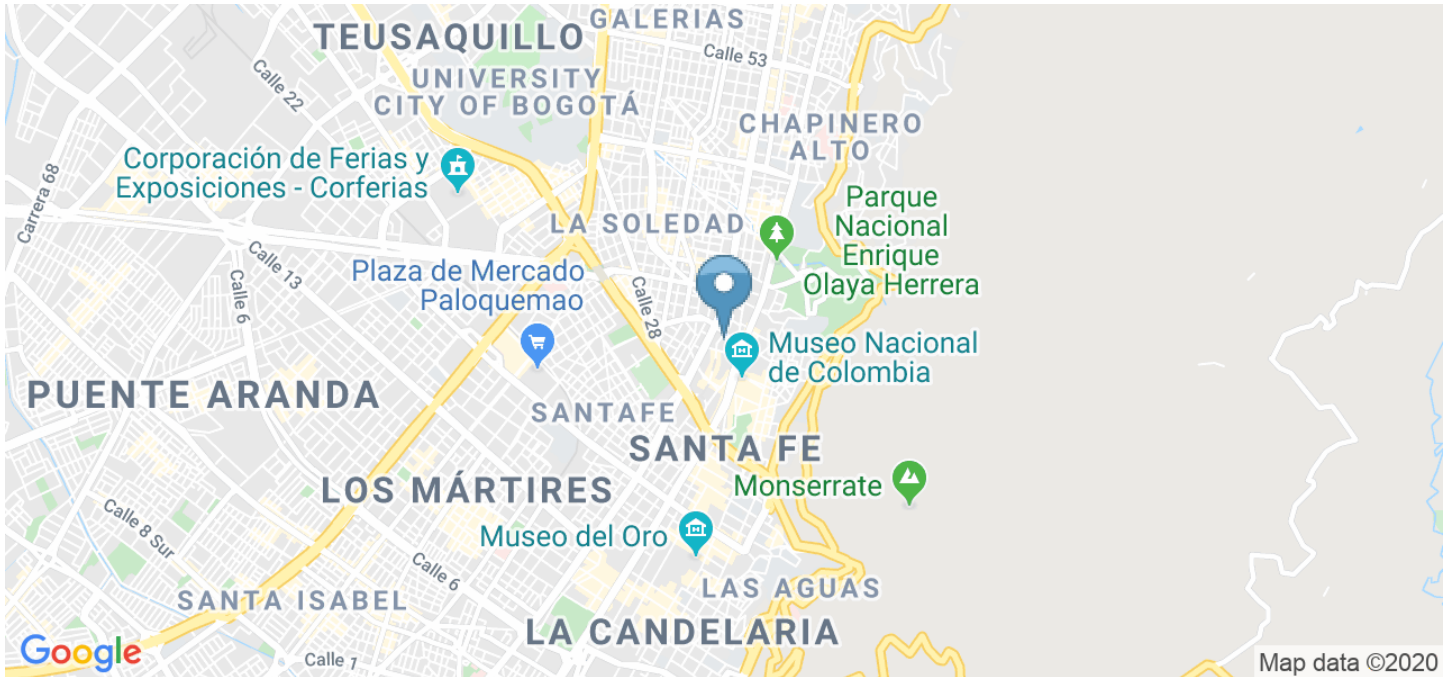 GALERIAS
TEUSAQUILLO
Calle 53
UNIVERSITY
CITY OF BOGOTÁ
Calle 22
CHAPINERO
ALTO
Corporación de Ferias y
Exposiciones - Corferias
Carrera 68
Parque
Nacional
Enrique
Olaya Herrera
LA SOLEDAD
Calle 13
Calle 6
Plaza de Mercado
Paloquemao
Calle 28
Museo Nacional
de Colombia
PUENTE ARANDA
SANTAFE
SANTA FE
LOS MÁRTIRES
Monserrate
Calle 8 Sur
Museo del Oro
Calle 6
LAS AGUAS
SANTA ISABEL
LA CANDELARIA
Google
Calle 1
Map data ©2020